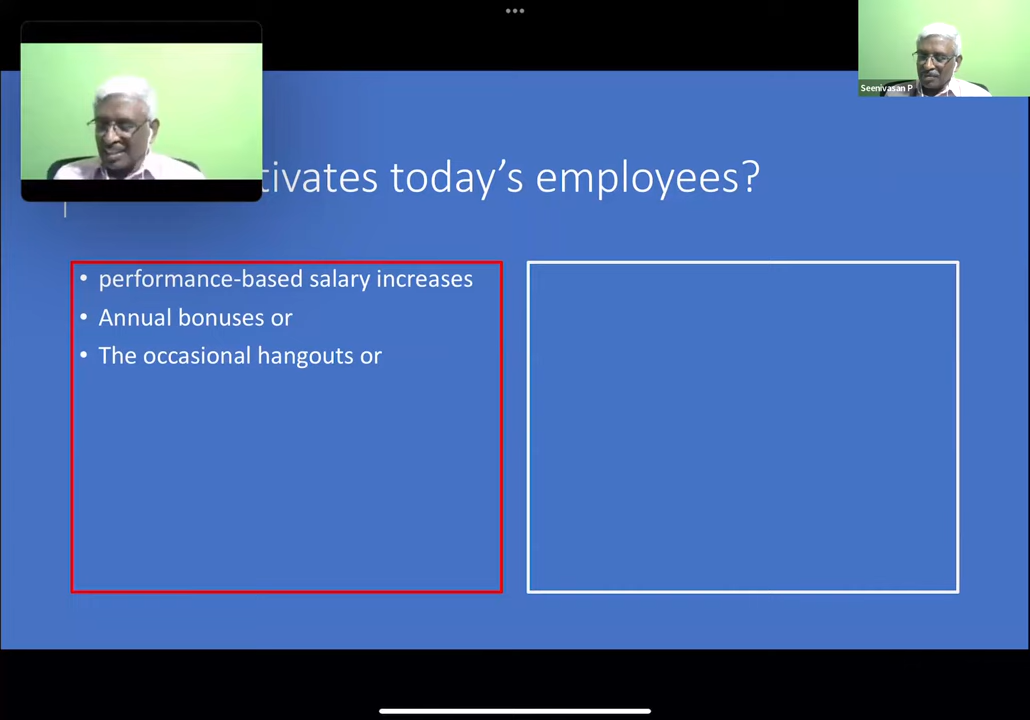 Seenivasan P
tivates today's employees?
• performance-based salary increases
• Annual bonuses or
• The occasional hangouts or